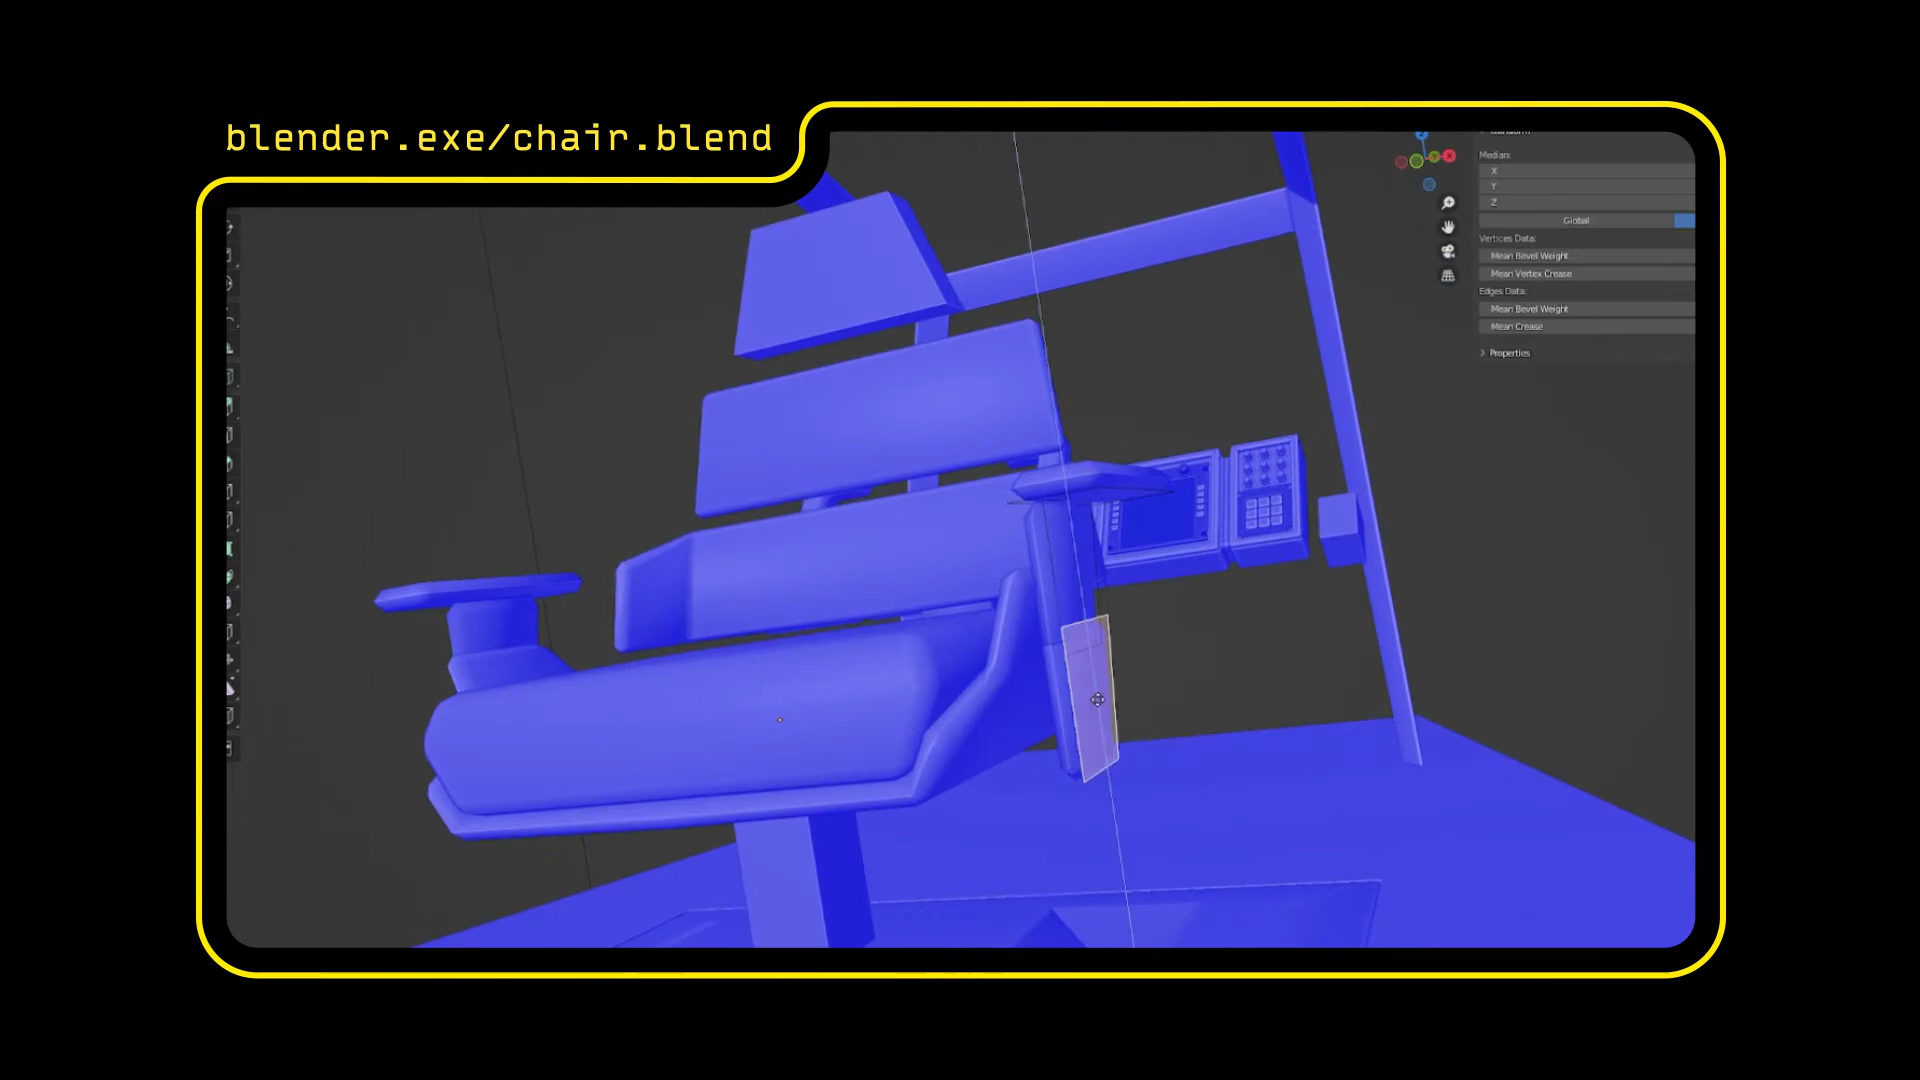 blender.exe/chair.blend
Median:
X
Y
Z
Global
Vertices Data:
Mean Bevel Weight
Mean Vertex Crease
Edges Data:
Mean Bevel Weight
Mean Crease
Properties